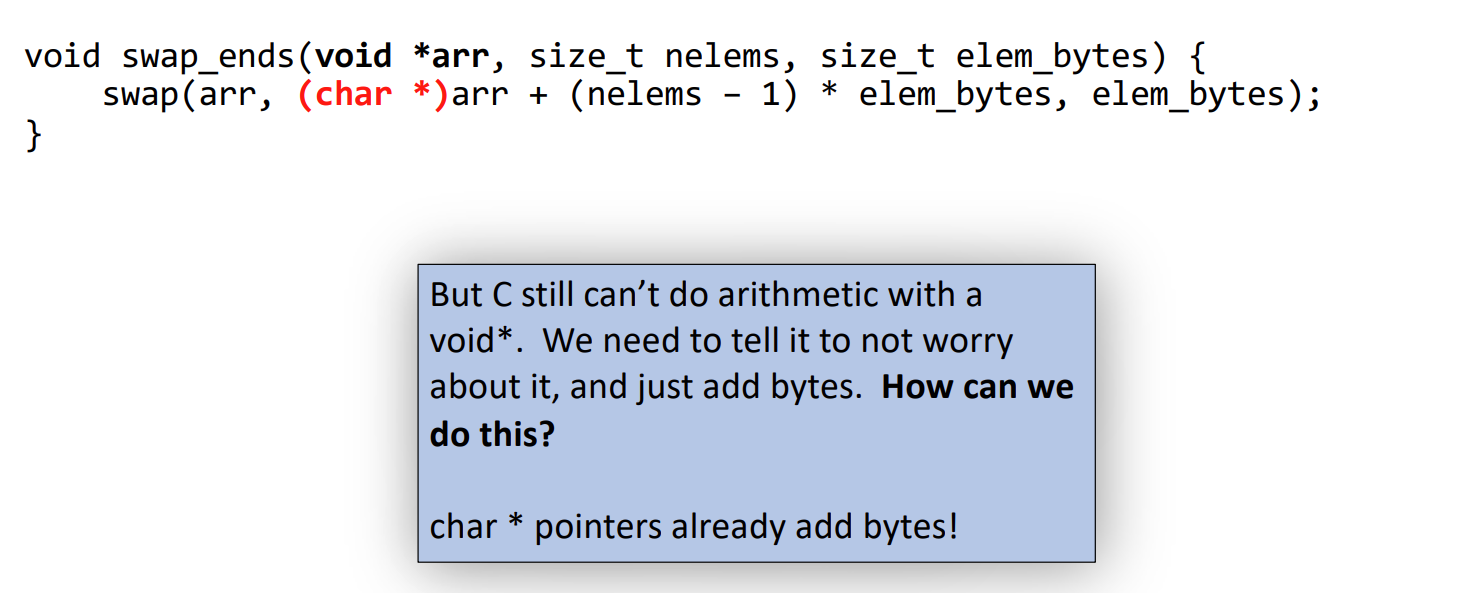 void swap_ends(void *arr, size_t nelems, size_t elem_bytes) {
    swap(arr, (char *)arr + (nelems – 1) * elem_bytes, elem_bytes);
}
But C still can’t do arithmetic with a
void*.  We need to tell it to not worry
about it, and just add bytes.  How can we
do this?
char * pointers already add bytes!